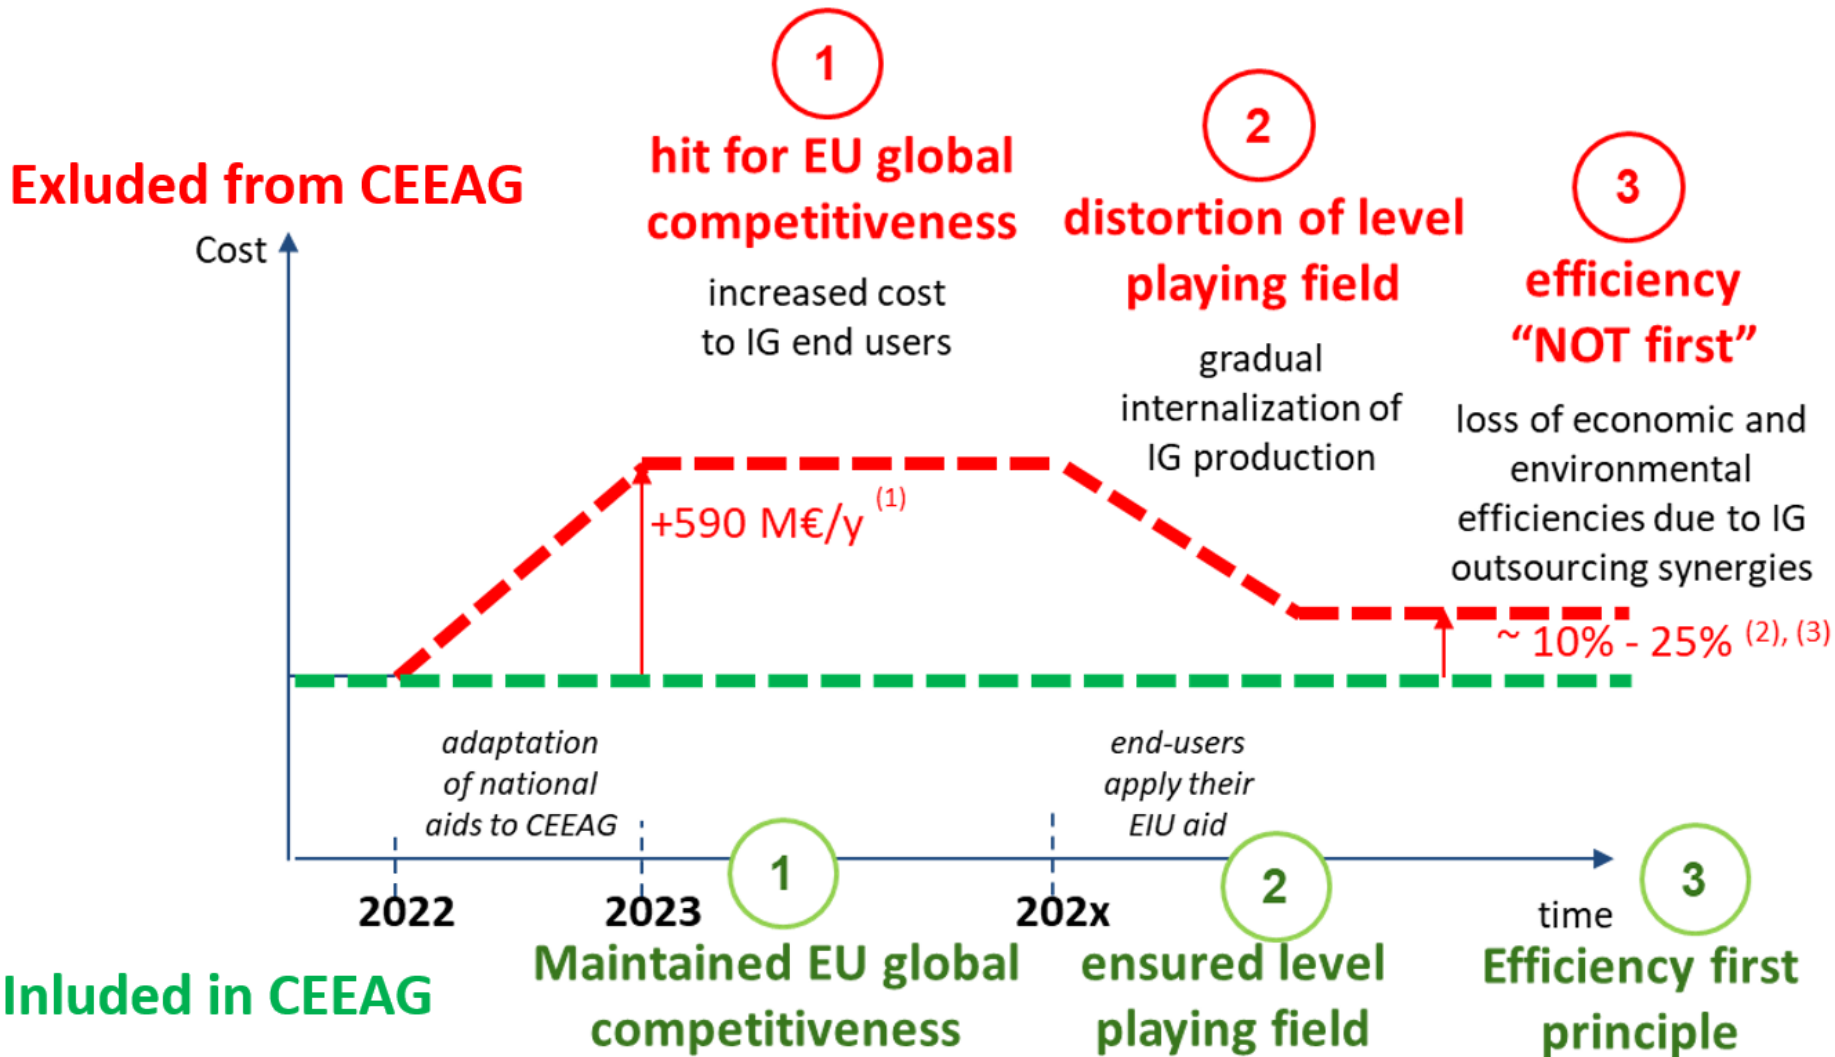 1
hit for EU global
competitiveness
increased cost
to IG end users
2
distortion of level
playing field
gradual
internalization of
IG production
3
efficiency
“NOT first”
loss of economic and
environmental
efficiencies due to IG
outsourcing synergies
Exluded from CEEAG
Cost
+590 M€/y (1)
~ 10% - 25% (2), (3)
adaptation
of national
aids to CEEAG
end-users
apply their
EIU aid
2022
2023
202x
time
Inluded in CEEAG
1
Maintained EU global
competitiveness
2
ensured level
playing field
3
Efficiency first
principle